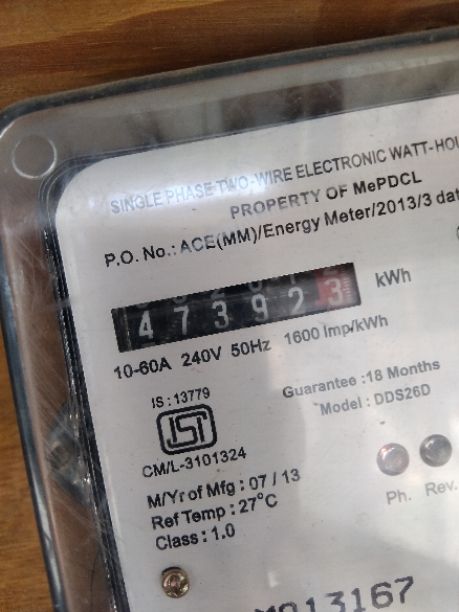 SINGLE PHASE TWO-WIRE ELECTRONIC WATT-HOU
PROPERTY OF MePDCL
P.O. No.: ACE(MM)/Energy Meter/2013/3 dat
473923 kWh
10-60A 240V 50Hz 1600 Imp/kWh
IS : 13779
Guarantee :18 Months
Model : DDS26D
ISI
CM/L-3101324
Ph. Rev.
M/Yr of Mfg : 07 / 13
Ref Temp : 27°C
Class : 1.0
13167